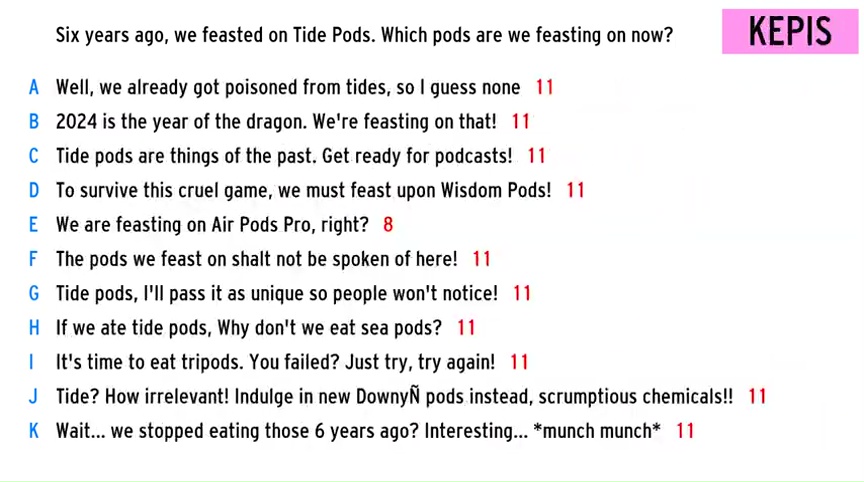 Six years ago, we feasted on Tide Pods. Which pods are we feasting on now?
KEPIS
A Well, we already got poisoned from tides, so I guess none 11
B 2024 is the year of the dragon. We're feasting on that! 11
C Tide pods are things of the past. Get ready for podcasts! 11
D To survive this cruel game, we must feast upon Wisdom Pods! 11
E We are feasting on Air Pods Pro, right? 8
F The pods we feast on shalt not be spoken of here! 11
G Tide pods, I'll pass it as unique so people won't notice! 11
H If we ate tide pods, Why don't we eat sea pods? 11
I It's time to eat tripods. You failed? Just try, try again! 11
J Tide? How irrelevant! Indulge in new DownyÑ pods instead, scrumptious chemicals!! 11
K Wait... we stopped eating those 6 years ago? Interesting... *munch munch* 11